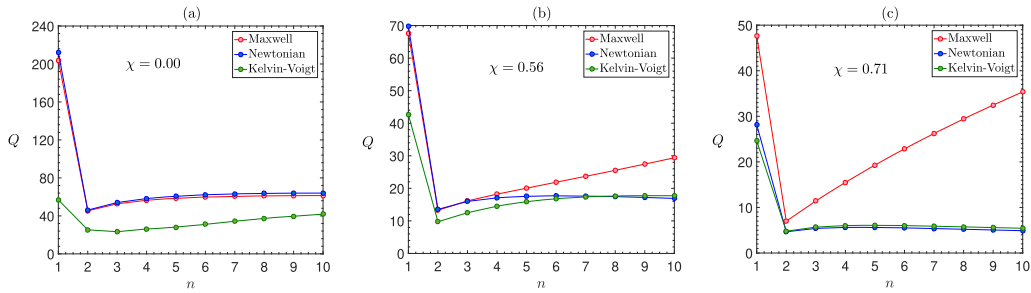 (a)
240
200
160
120
80
40
0
Q
1 2 3 4 5 6 7 8 9 10
n
χ = 0.00
Maxwell
Newtonian
Kelvin-Voigt
(b)
70
60
50
40
30
20
10
0
Q
1 2 3 4 5 6 7 8 9 10
n
χ = 0.56
Maxwell
Newtonian
Kelvin-Voigt
(c)
50
40
30
20
10
0
Q
1 2 3 4 5 6 7 8 9 10
n
χ = 0.71
Maxwell
Newtonian
Kelvin-Voigt